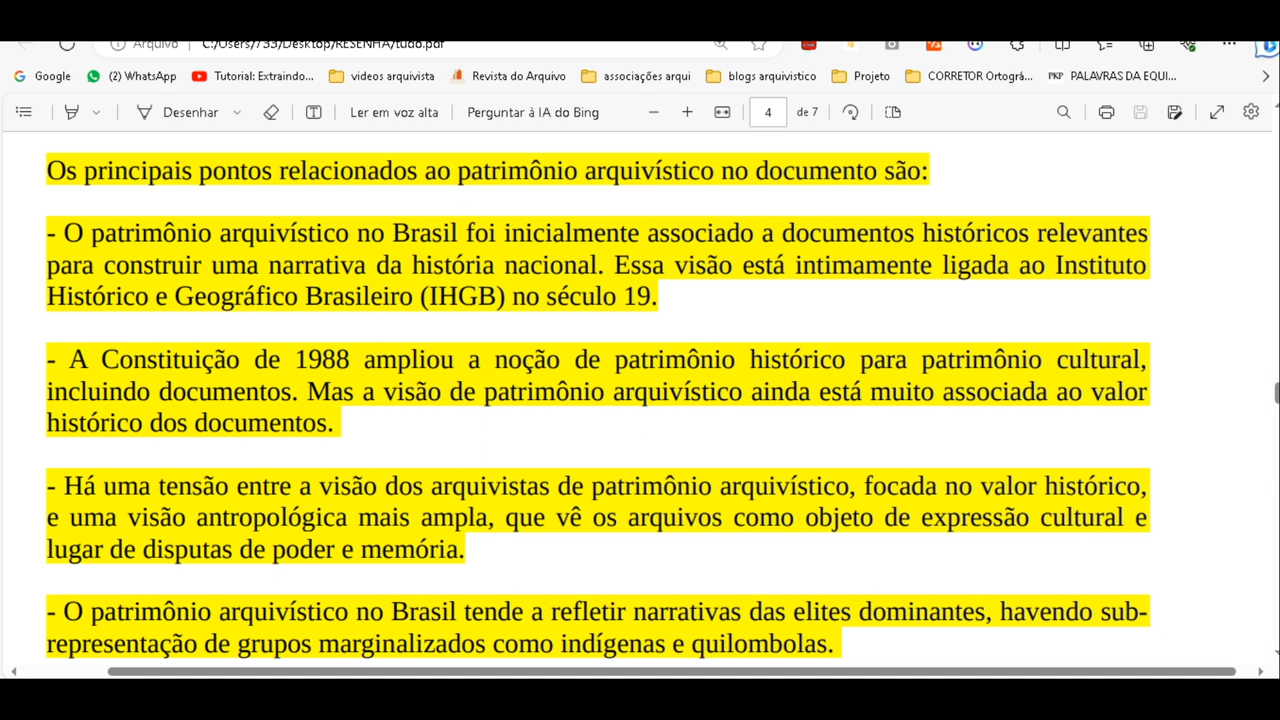 Arquivo | C:/Users/733/Desktop/RESENHA/tudo.pdf
Google (2) WhatsApp Tutorial: Extraindo... videos arquivista Revista do Arquivo associações arqui blogs arquivistico Projeto CORRETOR Ortográ... PKP PALAVRAS DA EQUI...
Desenhar Ler em voz alta Perguntar à IA do Bing 4 de 7
Os principais pontos relacionados ao patrimônio arquivístico no documento são:
- O patrimônio arquivístico no Brasil foi inicialmente associado a documentos históricos relevantes
para construir uma narrativa da história nacional. Essa visão está intimamente ligada ao Instituto
Histórico e Geográfico Brasileiro (IHGB) no século 19.
- A Constituição de 1988 ampliou a noção de patrimônio histórico para patrimônio cultural,
incluindo documentos. Mas a visão de patrimônio arquivístico ainda está muito associada ao valor
histórico dos documentos.
- Há uma tensão entre a visão dos arquivistas de patrimônio arquivístico, focada no valor histórico,
e uma visão antropológica mais ampla, que vê os arquivos como objeto de expressão cultural e
lugar de disputas de poder e memória.
- O patrimônio arquivístico no Brasil tende a refletir narrativas das elites dominantes, havendo sub-
representação de grupos marginalizados como indígenas e quilombolas.